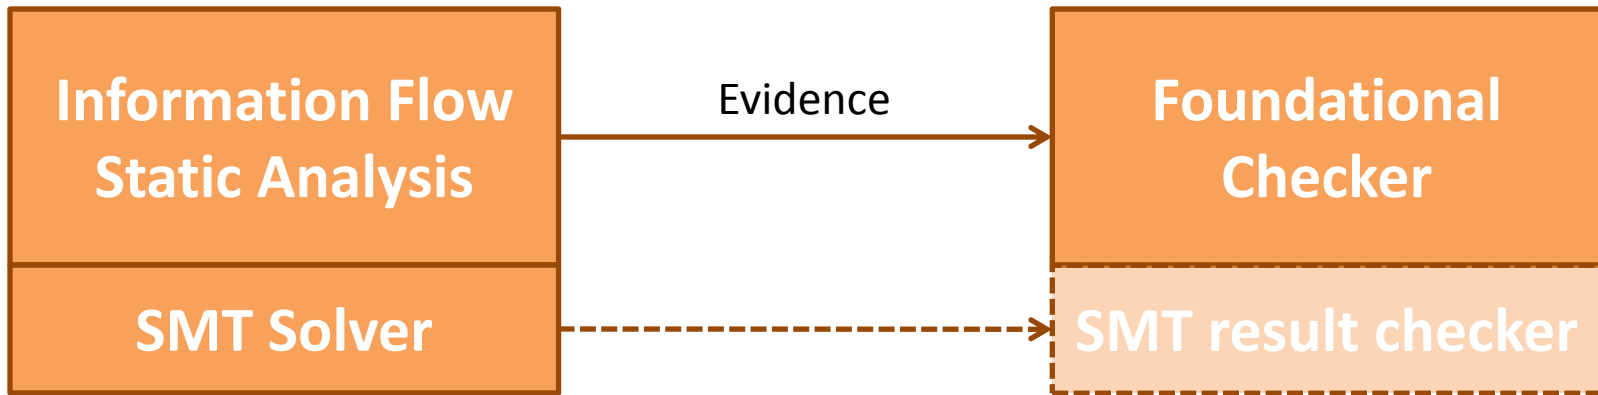 Information Flow
Static Analysis
Evidence
Foundational
Checker
SMT Solver
SMT result checker